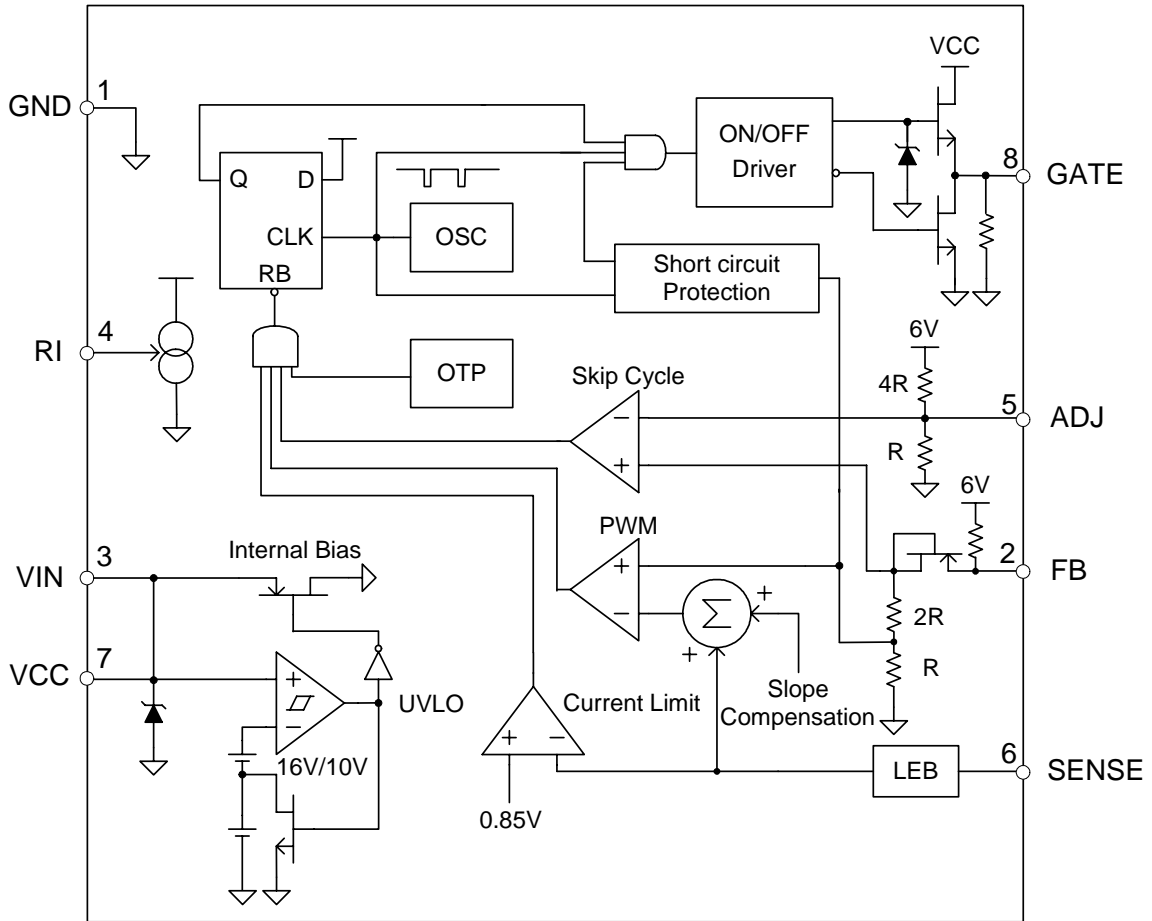 VCC
1
GND
ON/OFF
Driver
8
GATE
Q
D
CLK
RB
OSC
Short circuit
Protection
4
RI
OTP
6V
4R
Skip Cycle
−
+
5
ADJ
R
6V
PWM
+
−
2
FB
3
VIN
Internal Bias
Σ
+
+
2R
R
7
VCC
+
−
UVLO
16V/10V
Current Limit
Slope
Compensation
+
−
0.85V
LEB
6
SENSE